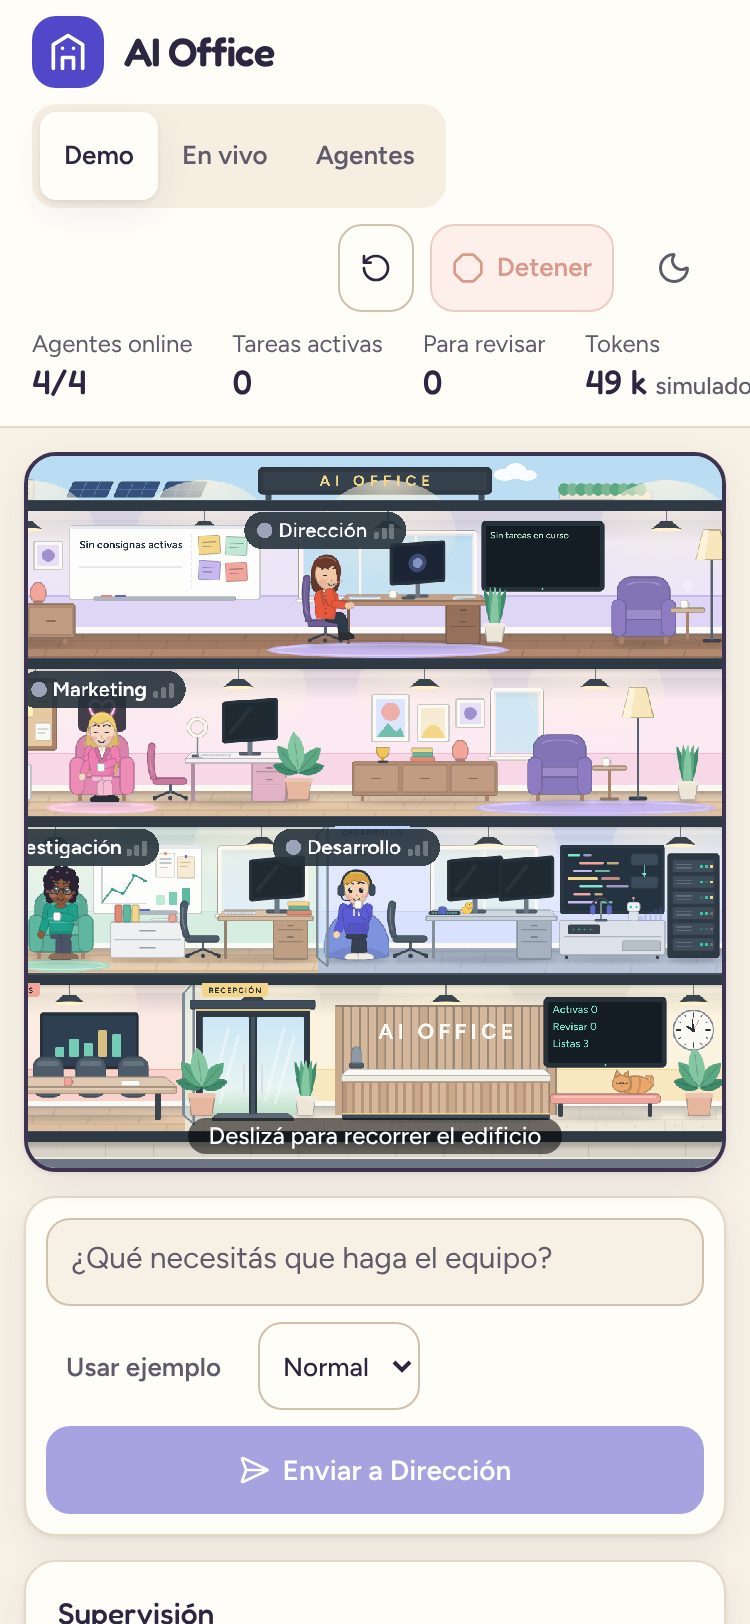 AI Office
Demo
En vivo
Agentes
Detener
Agentes online
Tareas activas
Para revisar
Tokens
4/4
0
0
49 k simulado
AI OFFICE
Sin consignas activas
Dirección
Sin tareas en curso
Marketing
estigación
DESARROLLO
Desarrollo
S
RECEPCIÓN
AI OFFICE
Activas 0
Revisar 0
Listas 3
Deslizá para recorrer el edificio
¿Qué necesitás que haga el equipo?
Usar ejemplo
Normal
Enviar a Dirección
Supervisión